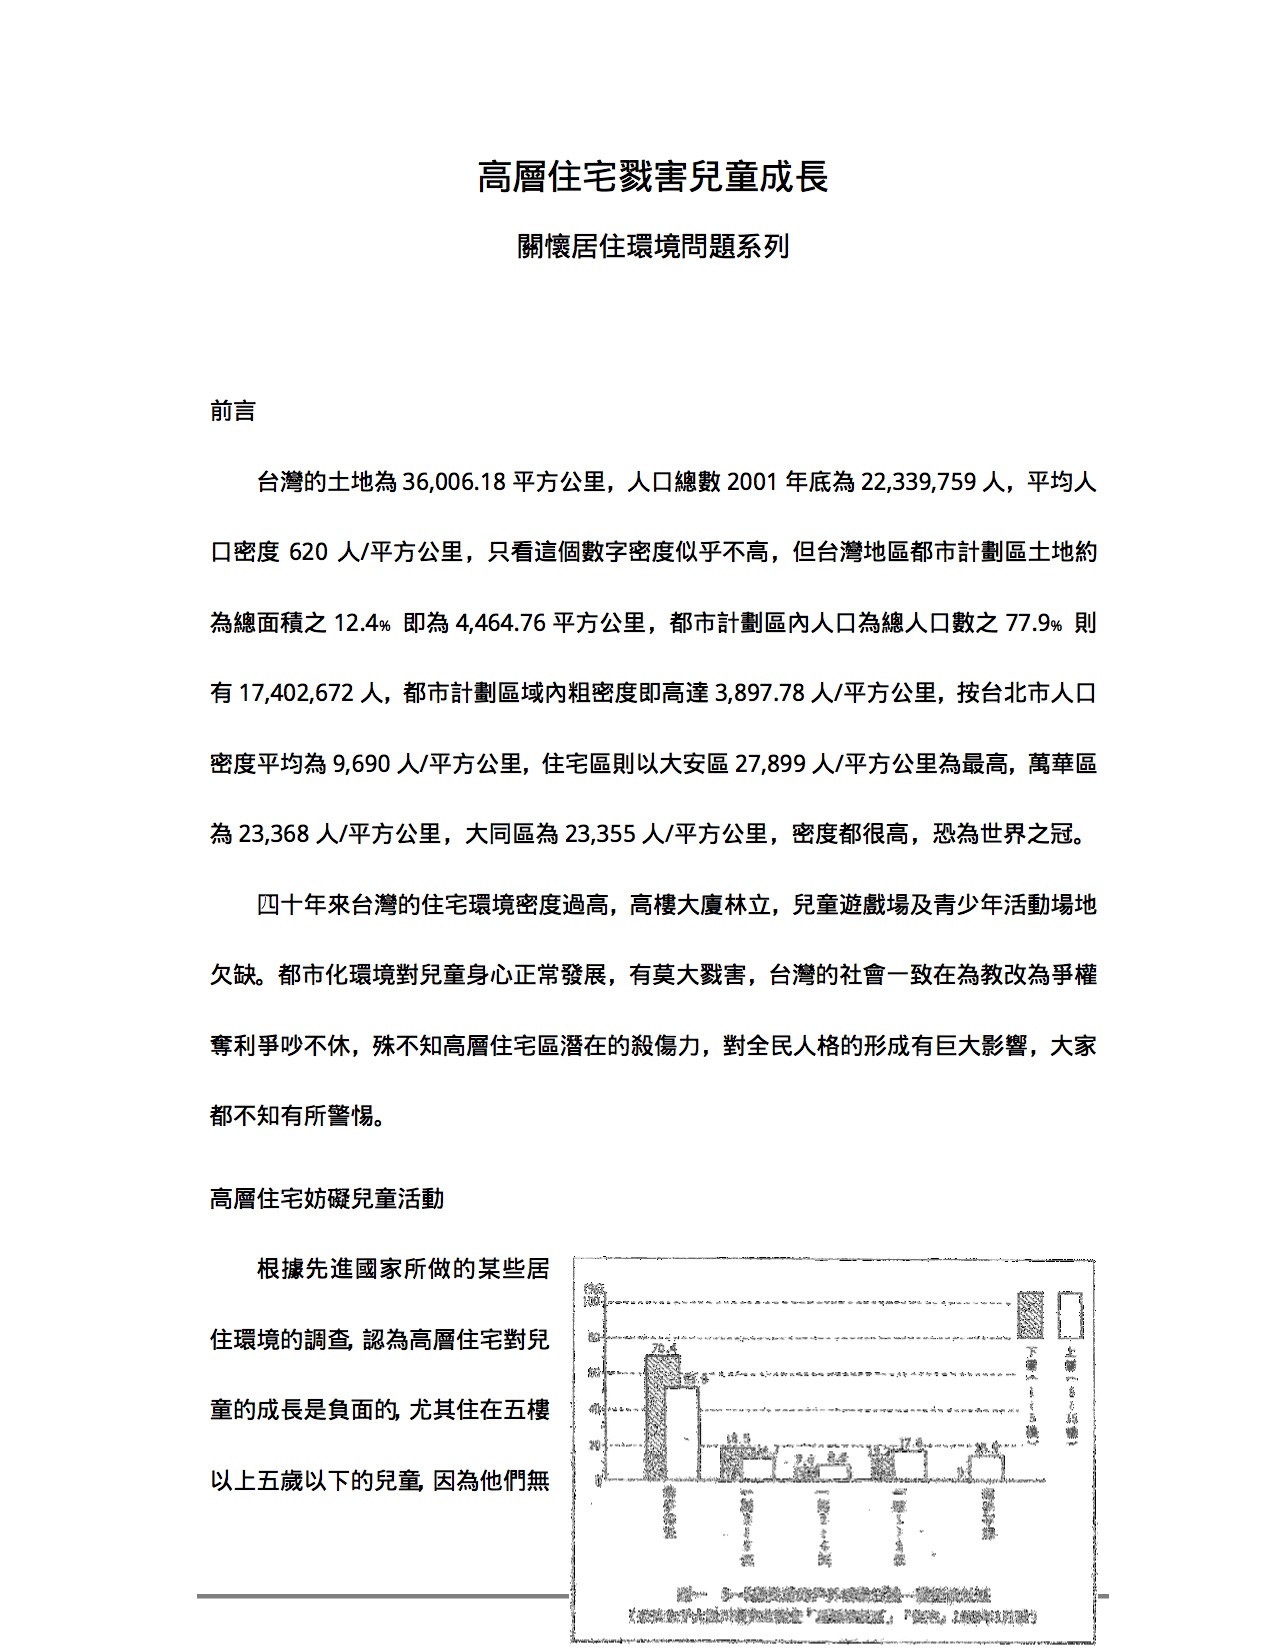 高層住宅戮害兒童成長
關懷居住環境問題系列
前言
台灣的土地為 36,006.18 平方公里，人口總數 2001 年底為 22,339,759 人，平均人
口密度 620 人/平方公里，只看這個數字密度似乎不高，但台灣地區都市計劃區土地約
為總面積之 12.4﹪ 即為 4,464.76 平方公里，都市計劃區內人口為總人口數之 77.9﹪ 則
有 17,402,672 人，都市計劃區域內粗密度即高達 3,897.78 人/平方公里，按台北市人口
密度平均為 9,690 人/平方公里，住宅區則以大安區 27,899 人/平方公里為最高，萬華區
為 23,368 人/平方公里，大同區為 23,355 人/平方公里，密度都很高，恐為世界之冠。
四十年來台灣的住宅環境密度過高，高樓大廈林立，兒童遊戲場及青少年活動場地
欠缺。都市化環境對兒童身心正常發展，有莫大戮害，台灣的社會一致在為教改為爭權
奪利爭吵不休，殊不知高層住宅區潛在的殺傷力，對全民人格的形成有巨大影響，大家
都不知有所警惕。
高層住宅妨礙兒童活動
根據先進國家所做的某些居
住環境的調查，認為高層住宅對兒
童的成長是負面的，尤其住在五樓
以上五歲以下的兒童，因為他們無
100
80
60
40
20
0
70.4
17.6
圖一